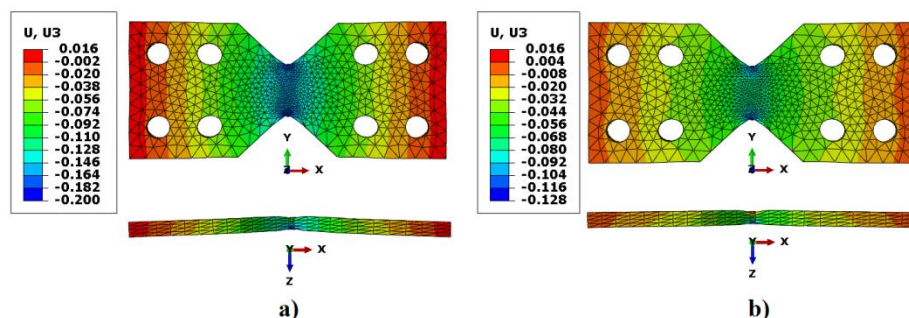 U, U3
0.016
-0.002
-0.020
-0.038
-0.056
-0.074
-0.092
-0.110
-0.128
-0.146
-0.164
-0.182
-0.200
Y
Z X
Y X
Z
a)
U, U3
0.016
0.004
-0.008
-0.020
-0.032
-0.044
-0.056
-0.068
-0.080
-0.092
-0.104
-0.116
-0.128
Y
Z X
Y X
Z
b)